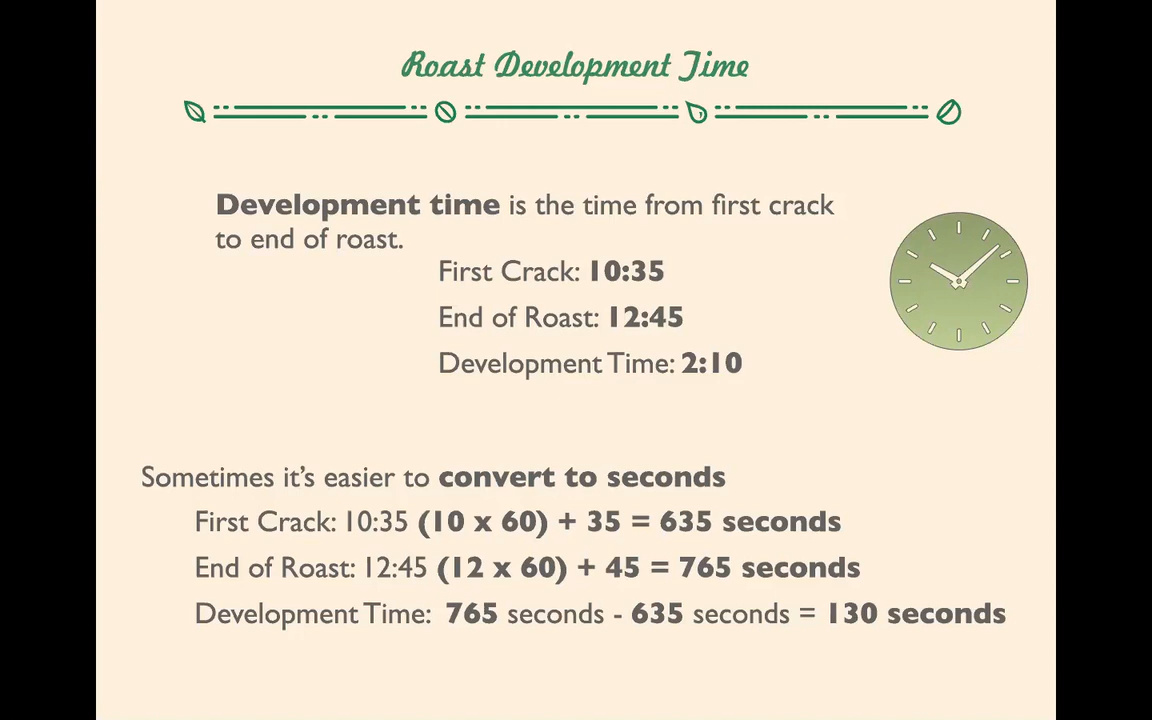 Roast Development Time
Development time is the time from first crack
to end of roast.
First Crack: 10:35
End of Roast: 12:45
Development Time: 2:10
Sometimes it's easier to convert to seconds
First Crack: 10:35 (10 x 60) + 35 = 635 seconds
End of Roast: 12:45 (12 x 60) + 45 = 765 seconds
Development Time: 765 seconds - 635 seconds = 130 seconds